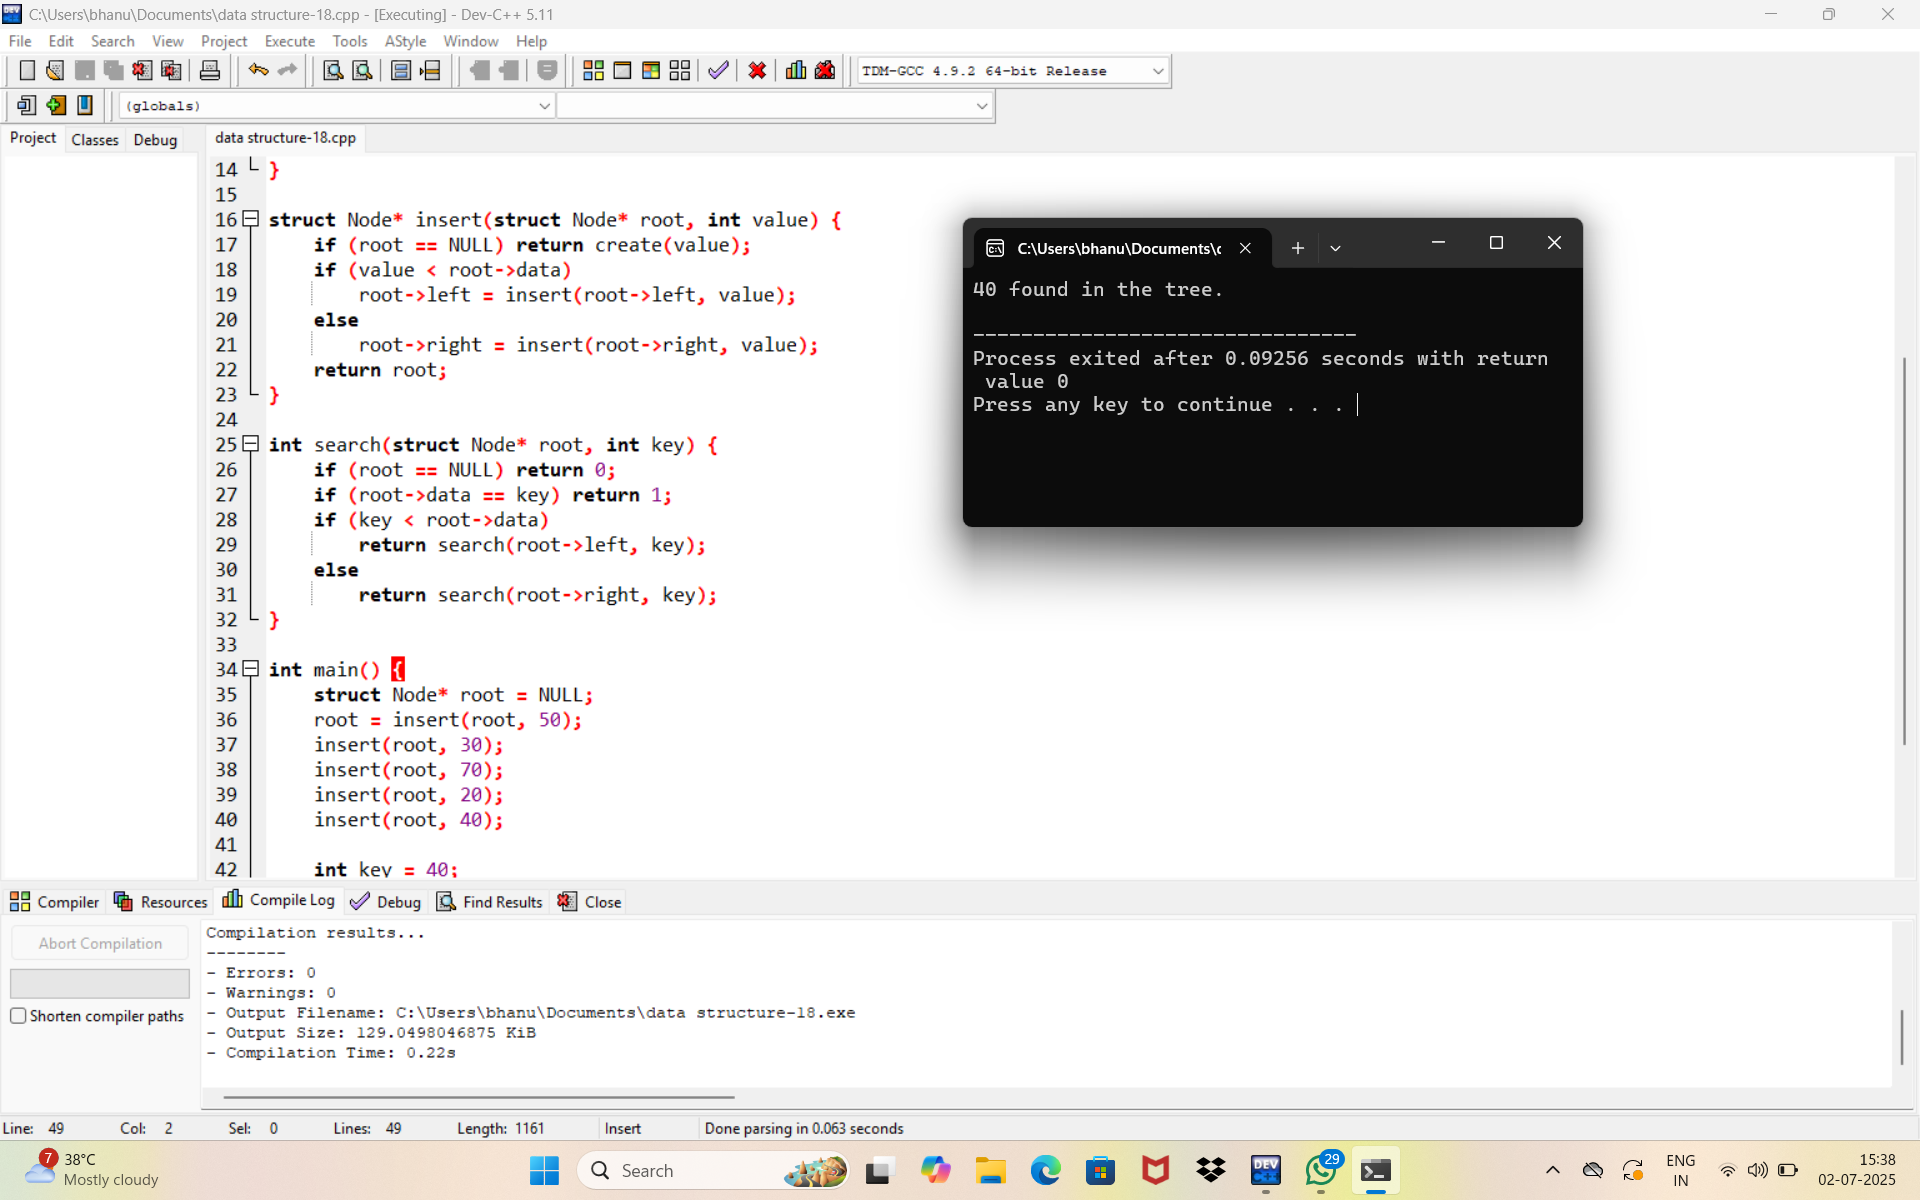 C:\Users\bhanu\Documents\data structure-18.cpp - [Executing] - Dev-C++ 5.11
File Edit Search View Project Execute Tools AStyle Window Help
TDM-GCC 4.9.2 64-bit Release
(globals)
Project Classes Debug data structure-18.cpp
14 }
15
16 struct Node* insert(struct Node* root, int value) {
17 if (root == NULL) return create(value);
18 if (value < root->data)
19 root->left = insert(root->left, value);
20 else
21 root->right = insert(root->right, value);
22 return root;
23 }
24
25 int search(struct Node* root, int key) {
26 if (root == NULL) return 0;
27 if (root->data == key) return 1;
28 if (key < root->data)
29 return search(root->left, key);
30 else
31 return search(root->right, key);
32 }
33
34 int main() {
35 struct Node* root = NULL;
36 root = insert(root, 50);
37 insert(root, 30);
38 insert(root, 70);
39 insert(root, 20);
40 insert(root, 40);
41
42 int key = 40;
C:\Users\bhanu\Documents\c
40 found in the tree.
--------------------------------
Process exited after 0.09256 seconds with return
value 0
Press any key to continue . . .
Compiler Resources Compile Log Debug Find Results Close
Abort Compilation
Shorten compiler paths
Compilation results...
--------
- Errors: 0
- Warnings: 0
- Output Filename: C:\Users\bhanu\Documents\data structure-18.exe
- Output Size: 129.0498046875 KiB
- Compilation Time: 0.22s
Line: 49 Col: 2 Sel: 0 Lines: 49 Length: 1161 Insert Done parsing in 0.063 seconds
7
38°C
Mostly cloudy
Search
DEV
29
ENG
IN
15:38
02-07-2025